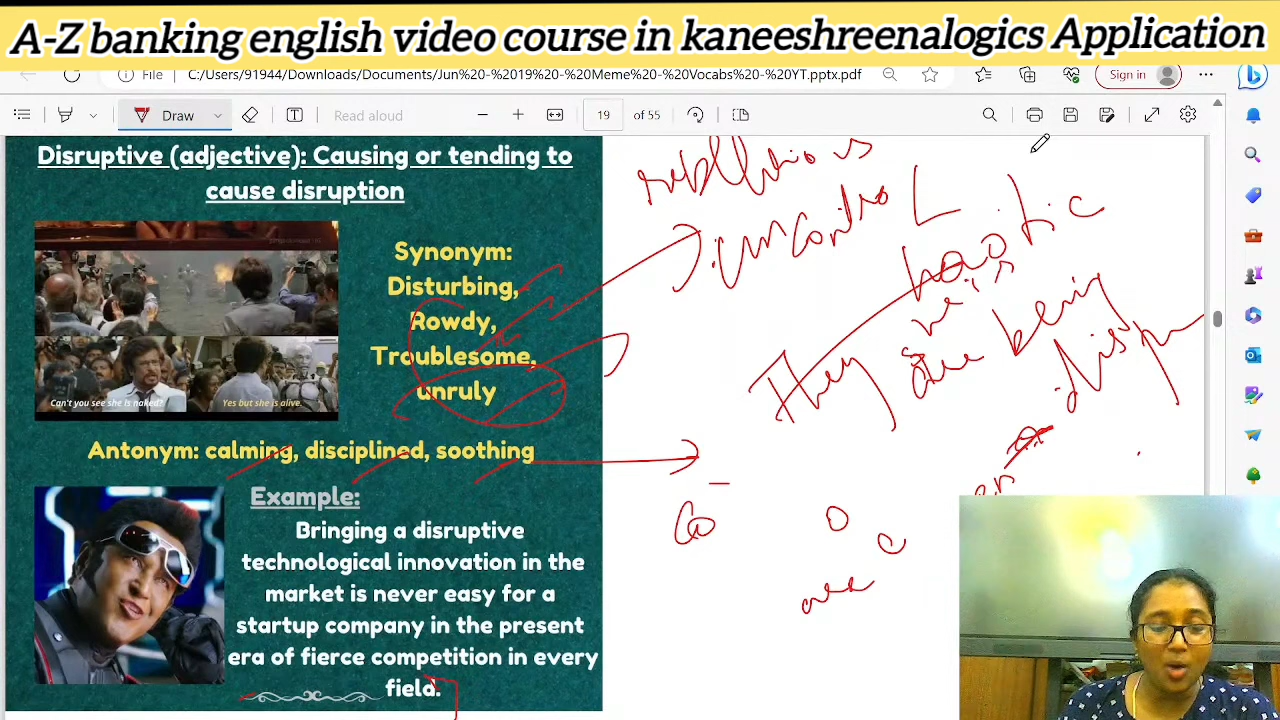 A-Z banking english video course in kaneeshreenalogics Application
File C:/Users/91944/Downloads/Documents/Jun%20-%2019%20-%20Meme%20-%20Vocabs%20-%20YT.pptx.pdf Sign in
Draw Read aloud 19 of 55
Disruptive (adjective): Causing or tending to
cause disruption
Synonym:
Disturbing,
Rowdy,
Troublesome,
unruly
Can't you see she is naked? Yes but she is alive.
Antonym: calming, disciplined, soothing
Example:
Bringing a disruptive
technological innovation in the
market is never easy for a
startup company in the present
era of fierce competition in every
field.
They are being